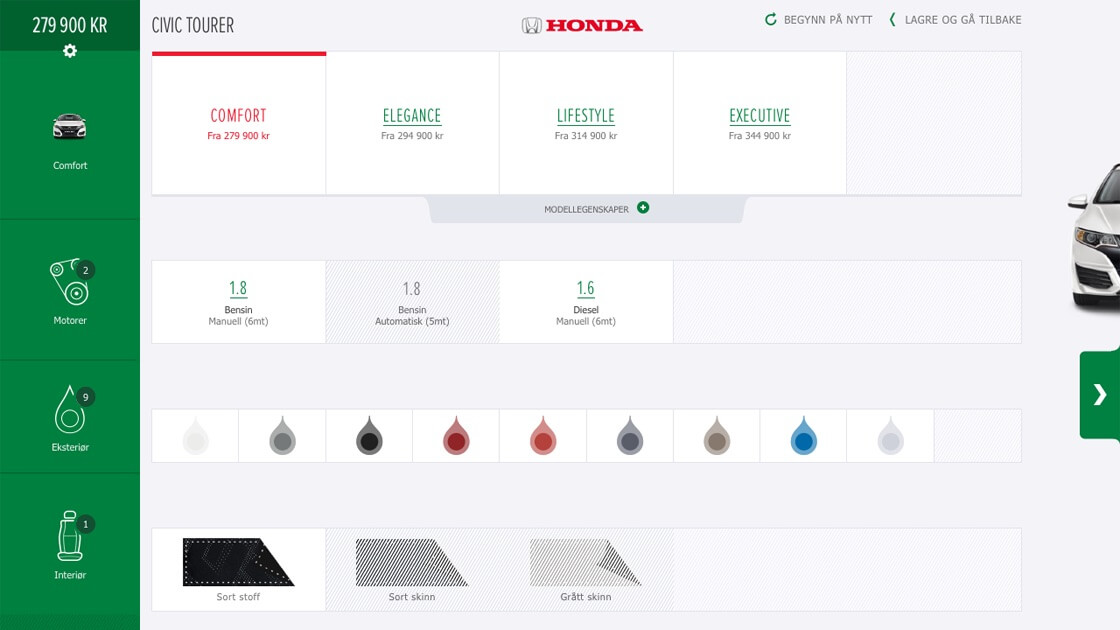 279 900 KR
CIVIC TOURER
HONDA
BEGYNN PÅ NYTT
LAGRE OG GÅ TILBAKE
COMFORT
Fra 279 900 kr
ELEGANCE
Fra 294 900 kr
LIFESTYLE
Fra 314 900 kr
EXECUTIVE
Fra 344 900 kr
Comfort
MODELLEGENSKAPER
2
Motorer
1.8
Bensin
Manuell (6mt)
1.8
Bensin
Automatisk (5mt)
1.6
Diesel
Manuell (6mt)
9
Eksteriør
1
Interiør
Sort stoff
Sort skinn
Grått skinn